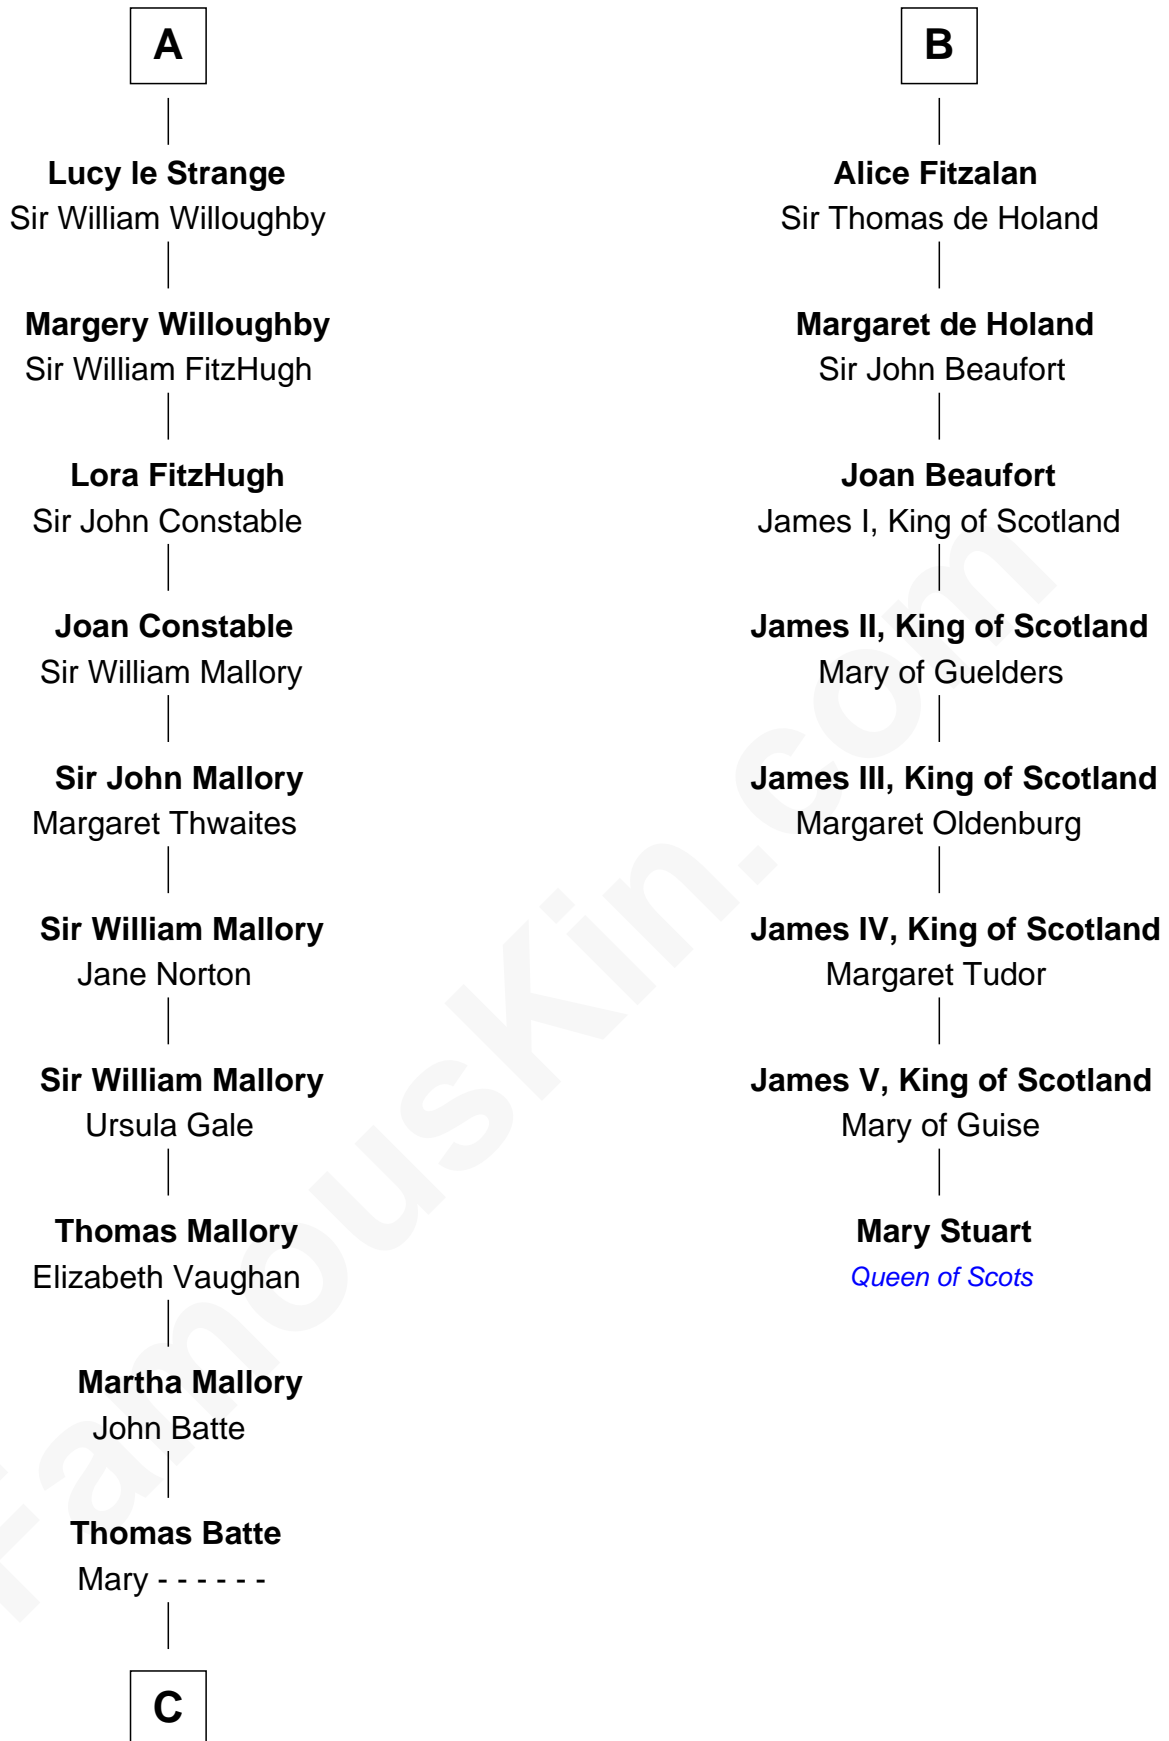 A
Lucy le Strange
Sir William Willoughby
Margery Willoughby
Sir William FitzHugh
Lora FitzHugh
Sir John Constable
Joan Constable
Sir William Mallory
Sir John Mallory
Margaret Thwaites
Sir William Mallory
Jane Norton
Sir William Mallory
Ursula Gale
Thomas Mallory
Elizabeth Vaughan
Martha Mallory
John Batte
Thomas Batte
Mary - - - - - -
C
B
Alice Fitzalan
Sir Thomas de Holand
Margaret de Holand
Sir John Beaufort
Joan Beaufort
James I, King of Scotland
James II, King of Scotland
Mary of Guelders
James III, King of Scotland
Margaret Oldenburg
James IV, King of Scotland
Margaret Tudor
James V, King of Scotland
Mary of Guise
Mary Stuart
Queen of Scots
FamousKin.com